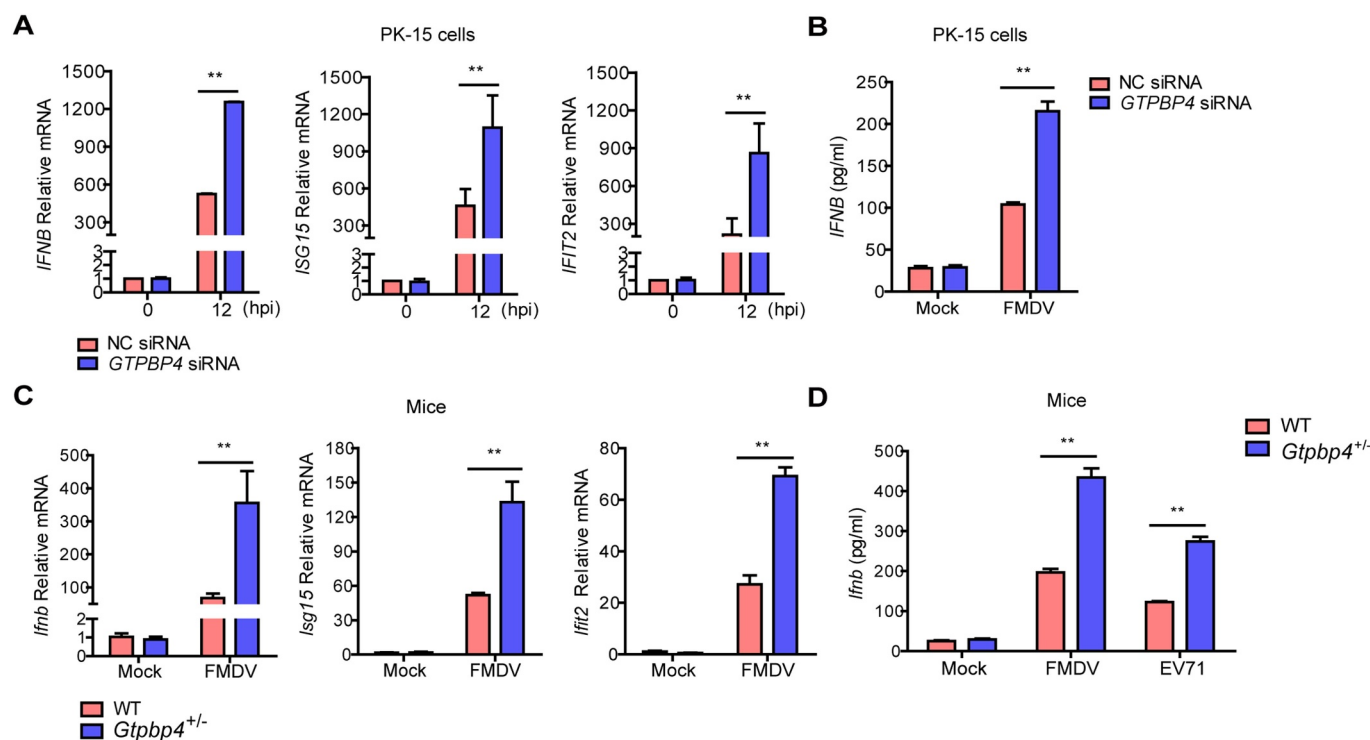 A
PK-15 cells
IFNB Relative mRNA
1500
1200
900
600
300
3
2
1
0
**
0
12
(hpi)
ISG15 Relative mRNA
1500
1200
900
600
300
3
2
1
0
**
0
12
(hpi)
IFIT2 Relative mRNA
1500
1200
900
600
300
3
2
1
0
**
0
12
(hpi)
NC siRNA
GTPBP4 siRNA
B
PK-15 cells
IFNB (pg/ml)
250
200
150
100
50
0
**
Mock
FMDV
NC siRNA
GTPBP4 siRNA
C
Mice
Ifnb Relative mRNA
500
400
300
200
100
2
1
0
**
Mock
FMDV
Isg15 Relative mRNA
180
150
120
90
60
30
0
**
Mock
FMDV
Ifit2 Relative mRNA
80
60
40
20
0
**
Mock
FMDV
WT
Gtpbp4+/-
D
Mice
Ifnb (pg/ml)
500
400
300
200
100
0
**
**
Mock
FMDV
EV71
WT
Gtpbp4+/-